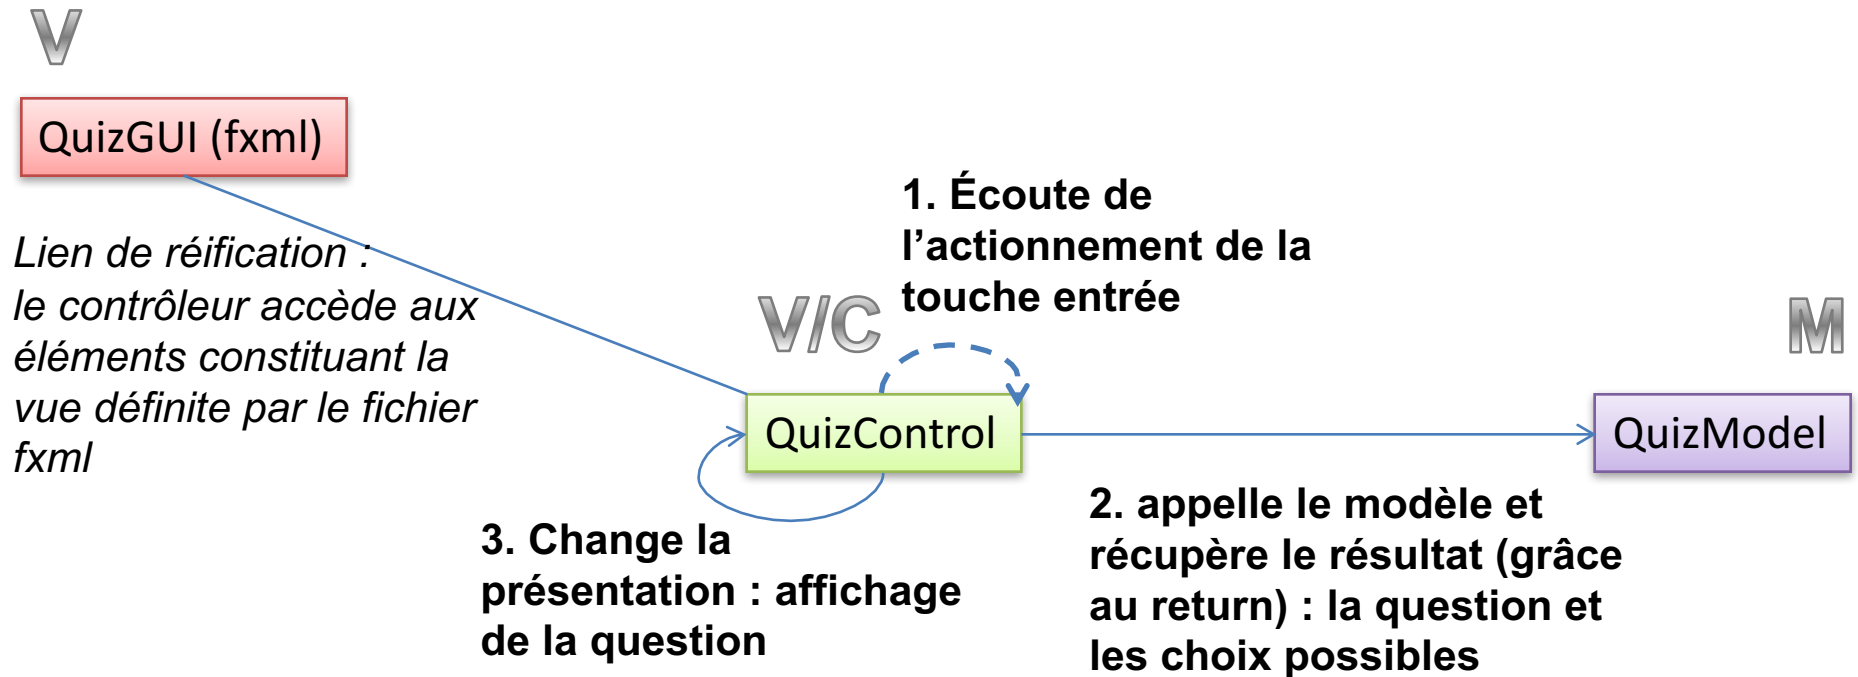 V
QuizGUI (fxml)
Lien de réification :
le contrôleur accède aux
éléments constituant la
vue définite par le fichier
fxml
1. Écoute de
l’actionnement de la
touche entrée
V/C
QuizControl
M
QuizModel
3. Change la
présentation : affichage
de la question
2. appelle le modèle et
récupère le résultat (grâce
au return) : la question et
les choix possibles